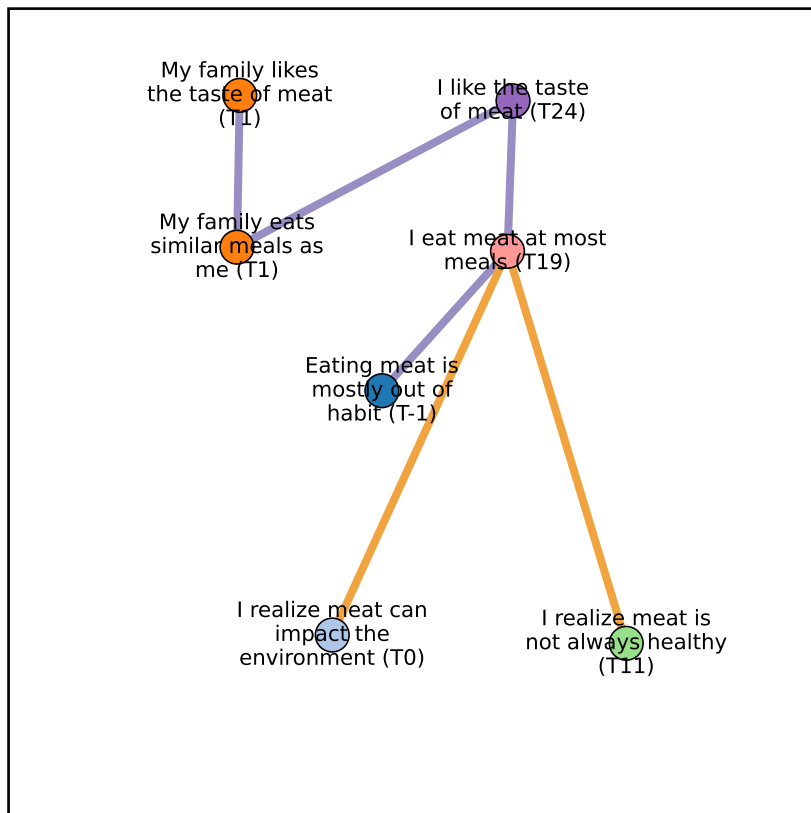 My family likes
the taste of meat
(T1)
I like the taste
of meat (T24)
My family eats
similar meals as
me (T1)
I eat meat at most
meals (T19)
Eating meat is
mostly out of
habit (T-1)
I realize meat can
impact the
environment (T0)
I realize meat is
not always healthy
(T11)